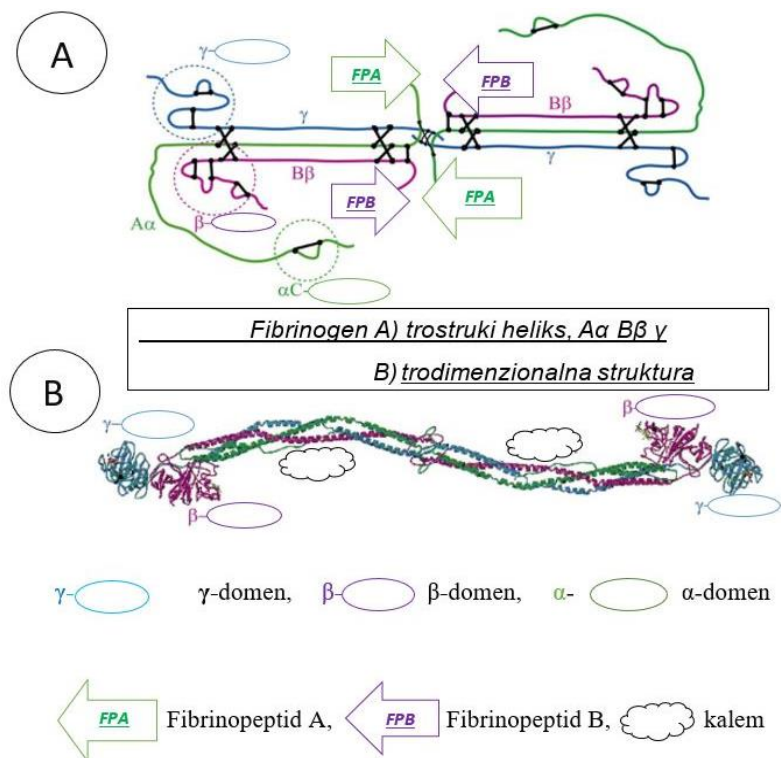 A
γ-
FPA
FPB
Bβ
γ
Bβ
γ
FPB
FPA
Aα
β-
αC-
Fibrinogen A) trostruki heliks, Aα Bβ γ
B) trodimenzionalna struktura
B
γ-
β-
β-
γ-
γ- γ-domen, β- β-domen, α- α-domen
FPA Fibrinopeptid A, FPB Fibrinopeptid B, kalem